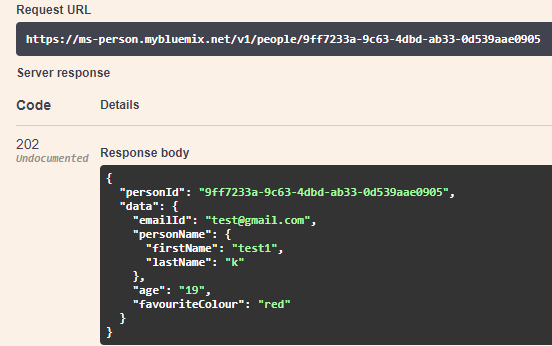 Request URL
https://ms-person.mybluemix.net/v1/people/9ff7233a-9c63-4dbd-ab33-0d539aae0905
Server response
Code Details
202
Undocumented
Response body
{
  "personId": "9ff7233a-9c63-4dbd-ab33-0d539aae0905",
  "data": {
    "emailId": "test@gmail.com",
    "personName": {
      "firstName": "test1",
      "lastName": "k"
    },
    "age": "19",
    "favouriteColour": "red"
  }
}